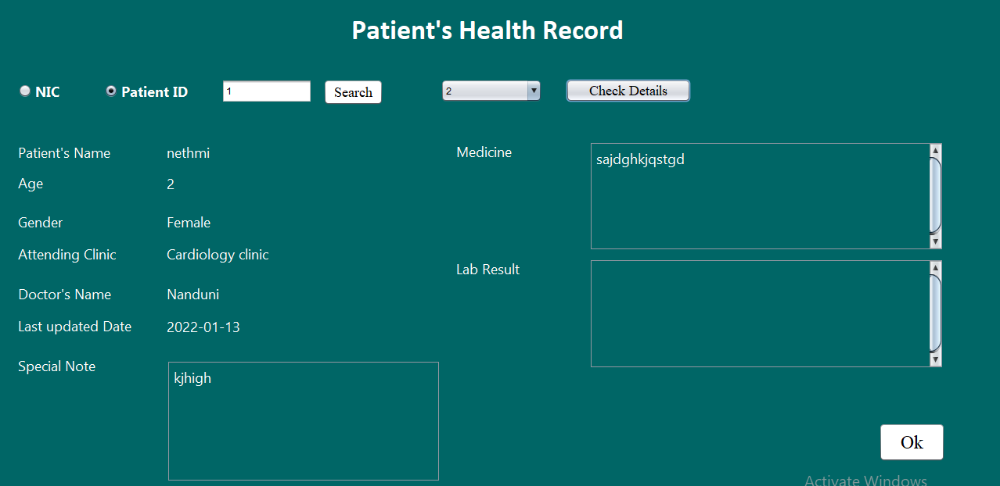 Patient's Health Record
NIC Patient ID 1 Search 2 Check Details
Patient's Name nethmi
Age 2
Gender Female
Attending Clinic Cardiology clinic
Doctor's Name Nanduni
Last updated Date 2022-01-13
Special Note kjhigh
Medicine sajdghkjqstgd
Lab Result
Ok
Activate Windows